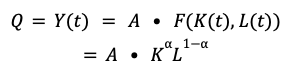 Q = Y(t) = A • F(K(t), L(t))
= A • K^α L^{1−α}